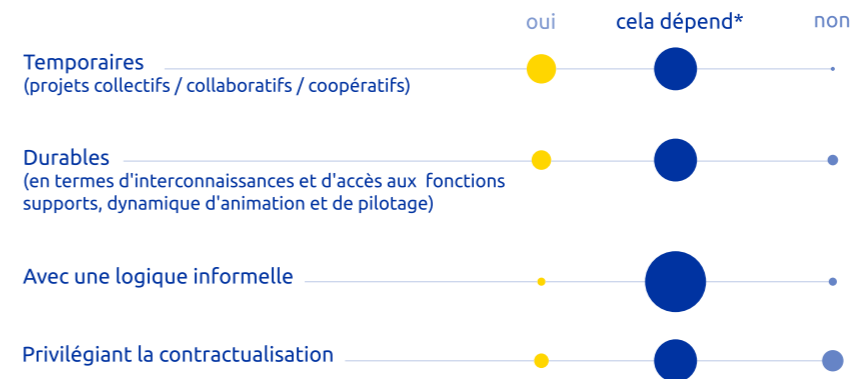 oui cela dépend* non
Temporaires
(projets collectifs / collaboratifs / coopératifs)
Durables
(en termes d'interconnaissances et d'accès aux fonctions
supports, dynamique d'animation et de pilotage)
Avec une logique informelle
Privilégiant la contractualisation